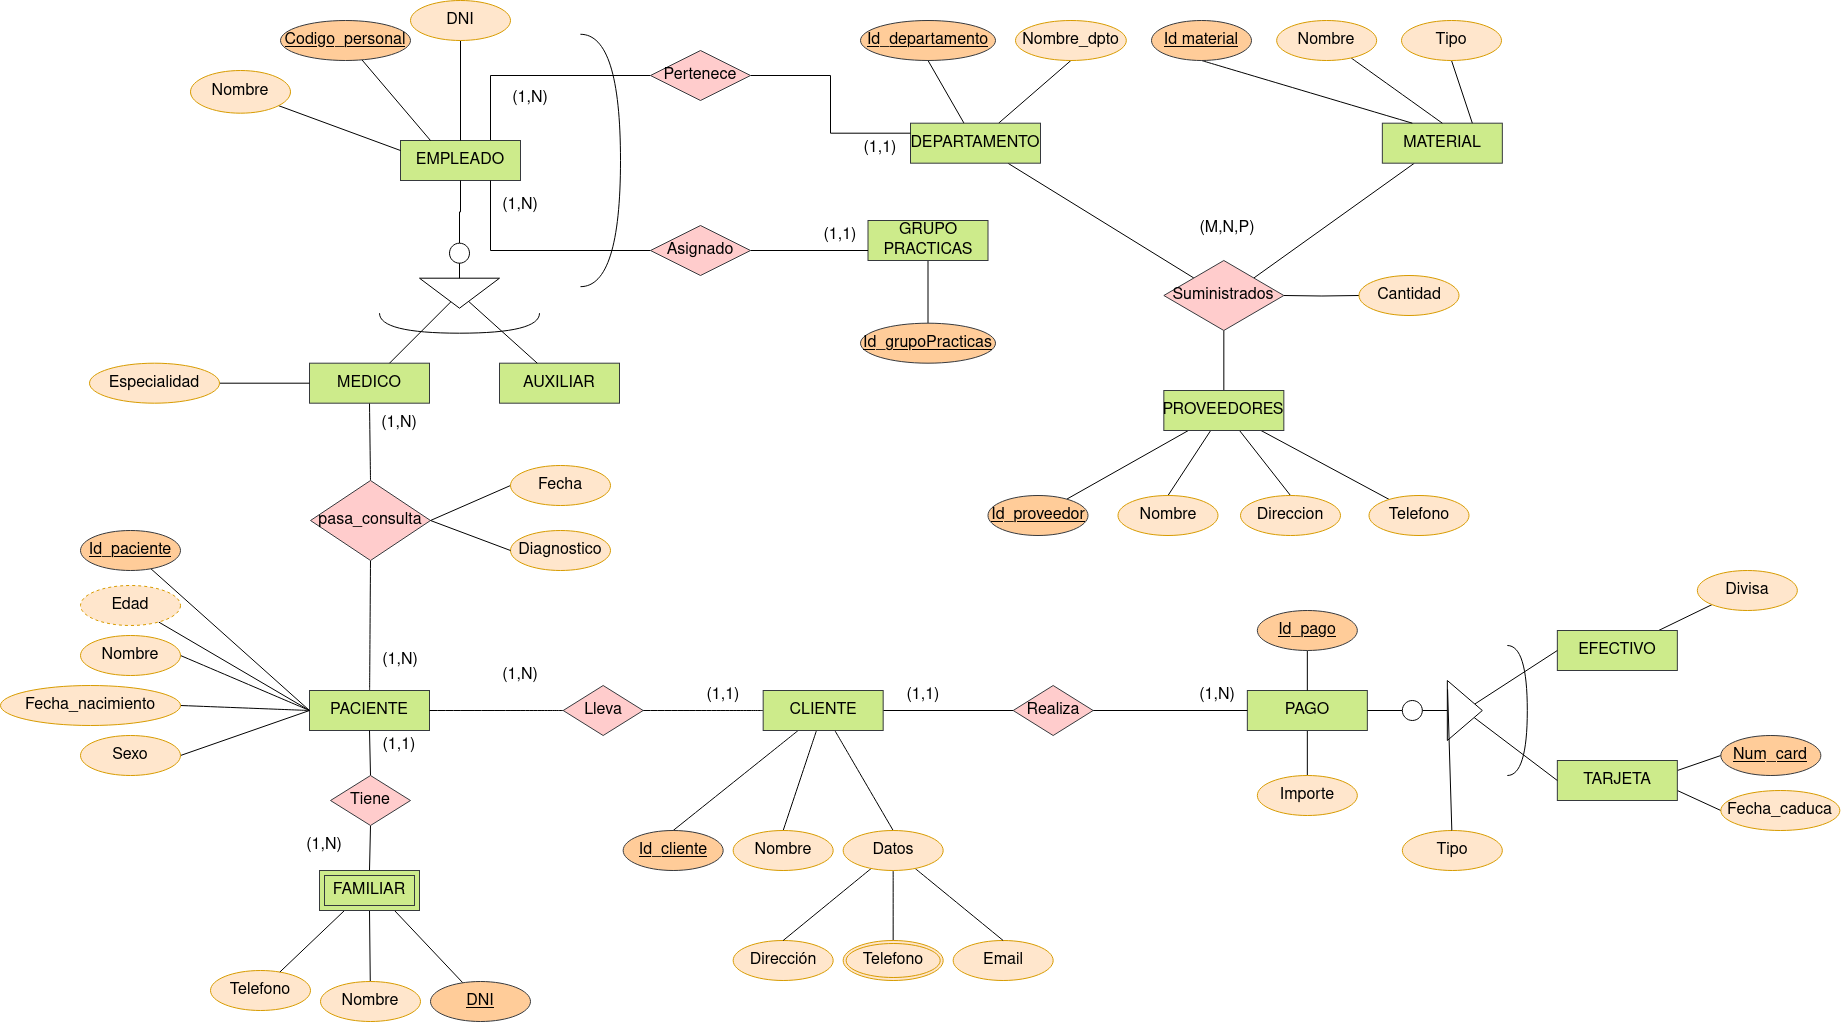 DNI
Codigo_personal
Nombre
EMPLEADO
(1,N)
Pertenece
(1,1)
Id_departamento
Nombre_dpto
DEPARTAMENTO
Id material
Nombre
Tipo
MATERIAL
(1,N)
Asignado
(1,1)
GRUPO
PRACTICAS
Id_grupoPracticas
(M,N,P)
Suministrados
Cantidad
PROVEEDORES
Id_proveedor
Nombre
Direccion
Telefono
Especialidad
MEDICO
AUXILIAR
(1,N)
pasa_consulta
Fecha
Diagnostico
(1,N)
Id_paciente
Edad
Nombre
Fecha_nacimiento
Sexo
PACIENTE
(1,N)
Lleva
(1,1)
CLIENTE
(1,1)
Realiza
(1,N)
Id_pago
PAGO
Importe
Divisa
EFECTIVO
TARJETA
Num_card
Fecha_caduca
Tipo
(1,1)
Tiene
(1,N)
FAMILIAR
Telefono
Nombre
DNI
Id_cliente
Nombre
Datos
Dirección
Telefono
Email